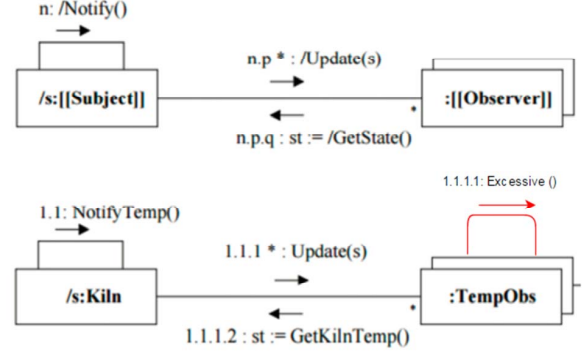 n: /Notify()
n.p * : /Update(s)
/s:[[Subject]]
:[[Observer]]
*
n.p.q : st := /GetState()
1.1.1.1: Excessive ()
1.1: NotifyTemp()
1.1.1 * : Update(s)
/s:Kiln
:TempObs
*
1.1.1.2 : st := GetKilnTemp()